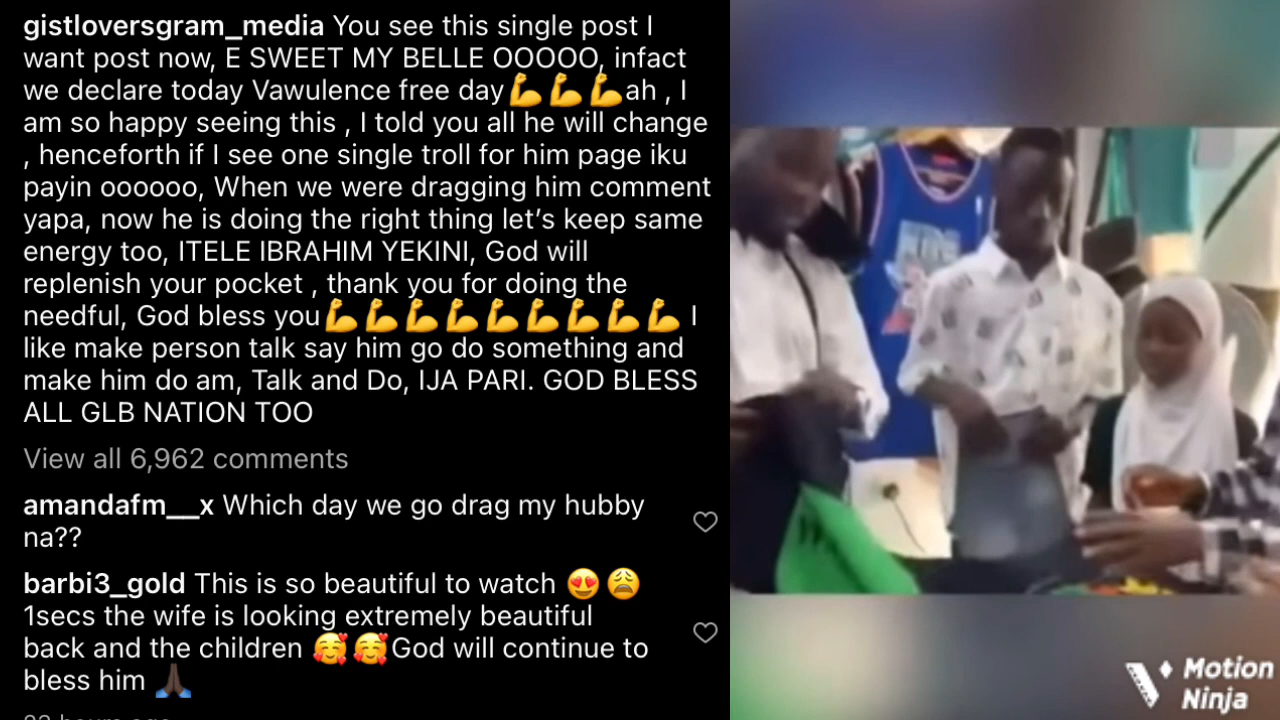 gistloversgram_media You see this single post I
want post now, E SWEET MY BELLE OOOOO, infact
we declare today Vawulence free day💪💪💪ah , I
am so happy seeing this , I told you all he will change
, henceforth if I see one single troll for him page iku
payin oooooo, When we were dragging him comment
yapa, now he is doing the right thing let’s keep same
energy too, ITELE IBRAHIM YEKINI, God will
replenish your pocket , thank you for doing the
needful, God bless you💪💪💪💪💪💪💪💪💪 I
like make person talk say him go do something and
make him do am, Talk and Do, IJA PARI. GOD BLESS
ALL GLB NATION TOO
View all 6,962 comments
amandafm__x Which day we go drag my hubby
na??
barbi3_gold This is so beautiful to watch 😍😩
1secs the wife is looking extremely beautiful
back and the children 🥰🥰God will continue to
bless him 🙏🏿
Motion
Ninja